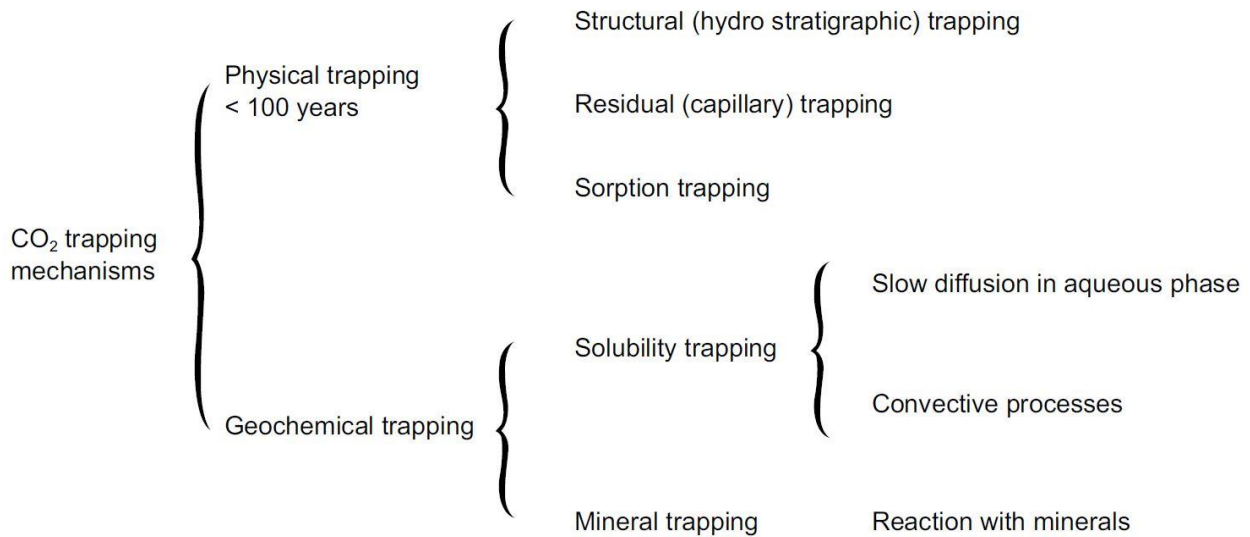 Structural (hydro stratigraphic) trapping
Physical trapping
< 100 years
Residual (capillary) trapping
Sorption trapping
CO₂ trapping
mechanisms
Slow diffusion in aqueous phase
Solubility trapping
Convective processes
Geochemical trapping
Mineral trapping
Reaction with minerals